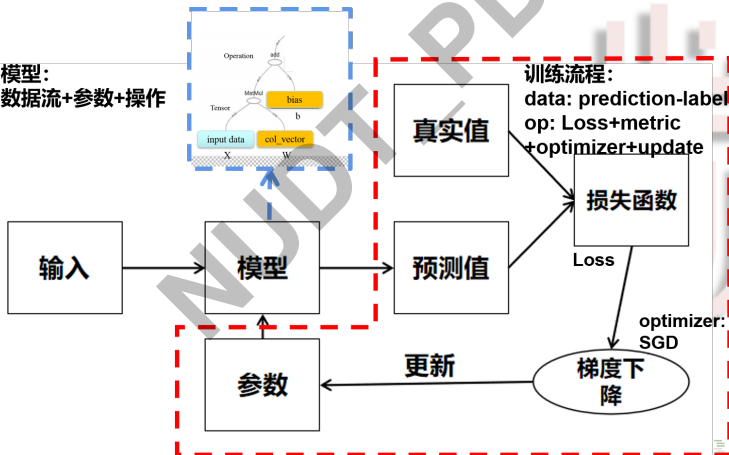 模型：
数据流+参数+操作
Operation
add
MatMul
bias
Tensor
b
input data
col_vector
X
W
训练流程：
data: prediction-label
op: Loss+metric
+optimizer+update
真实值
损失函数
输入
模型
预测值
Loss
optimizer:
SGD
参数
更新
梯度下
降